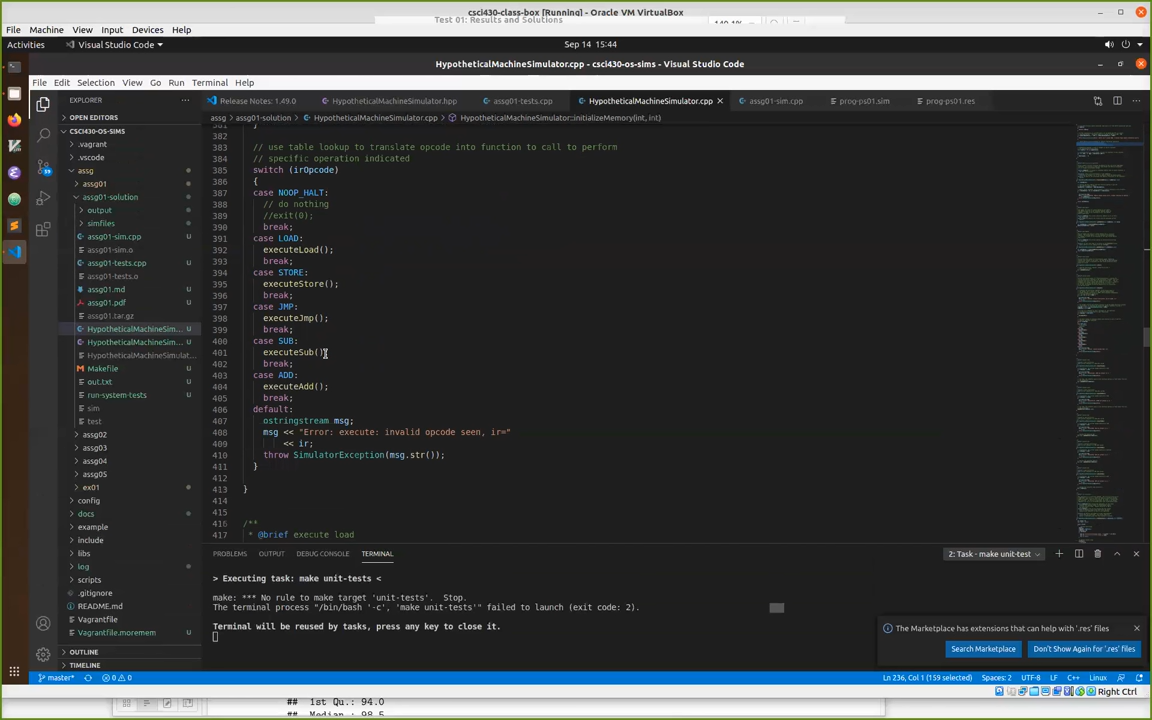 csci430-class-box [Running] - Oracle VM VirtualBox
Test 01: Results and Solutions
File Machine View Input Devices Help
Activities Visual Studio Code Sep 14 15:44
HypotheticalMachineSimulator.cpp - csci430-os-sims - Visual Studio Code
File Edit Selection View Go Run Terminal Help
EXPLORER
Release Notes: 1.49.0 HypotheticalMachineSimulator.hpp assg01-tests.cpp HypotheticalMachineSimulator.cpp assg01-sim.cpp prog-ps01.sim prog-ps01.res
assg > assg01-solution > HypotheticalMachineSimulator.cpp > HypotheticalMachineSimulator::initializeMemory(int, int)
OPEN EDITORS
CSCI430-OS-SIMS
.vagrant
.vscode
assg
assg01
assg01-solution
output
simfiles
assg01-sim.cpp U
assg01-sim.o
assg01-tests.cpp U
assg01-tests.o
assg01.md U
assg01.pdf U
assg01.tar.gz
HypotheticalMachineSim... U
HypotheticalMachineSim... U
HypotheticalMachineSimulat...
Makefile U
out.txt U
run-system-tests U
sim
test
assg02
assg03
assg04
assg05
ex01
config
docs
example
include
libs
log
scripts
.gitignore
README.md
Vagrantfile
Vagrantfile.moremem U
OUTLINE
TIMELINE
381 }
382
383 // use table lookup to translate opcode into function to call to perform
384 // specific operation indicated
385 switch (irOpcode)
386 {
387 case NOOP_HALT:
388 // do nothing
389 //exit(0);
390 break;
391 case LOAD:
392 executeLoad();
393 break;
394 case STORE:
395 executeStore();
396 break;
397 case JMP:
398 executeJmp();
399 break;
400 case SUB:
401 executeSub()
402 break;
403 case ADD:
404 executeAdd();
405 break;
406 default:
407 ostringstream msg;
408 msg << "Error: execute: invalid opcode seen, ir="
409 << ir;
410 throw SimulatorException(msg.str());
411 }
412
413 }
414
415
416 /**
417 * @brief execute load
PROBLEMS OUTPUT DEBUG CONSOLE TERMINAL 2: Task - make unit-test
> Executing task: make unit-tests <
make: *** No rule to make target 'unit-tests'. Stop.
The terminal process "/bin/bash '-c', 'make unit-tests'" failed to launch (exit code: 2).
Terminal will be reused by tasks, press any key to close it.
The Marketplace has extensions that can help with '.res' files
Search Marketplace Don't Show Again for '.res' files
master* 0 0 Ln 236, Col 1 (159 selected) Spaces: 2 UTF-8 LF C++ Linux
Right Ctrl
## 1st Qu.: 94.0